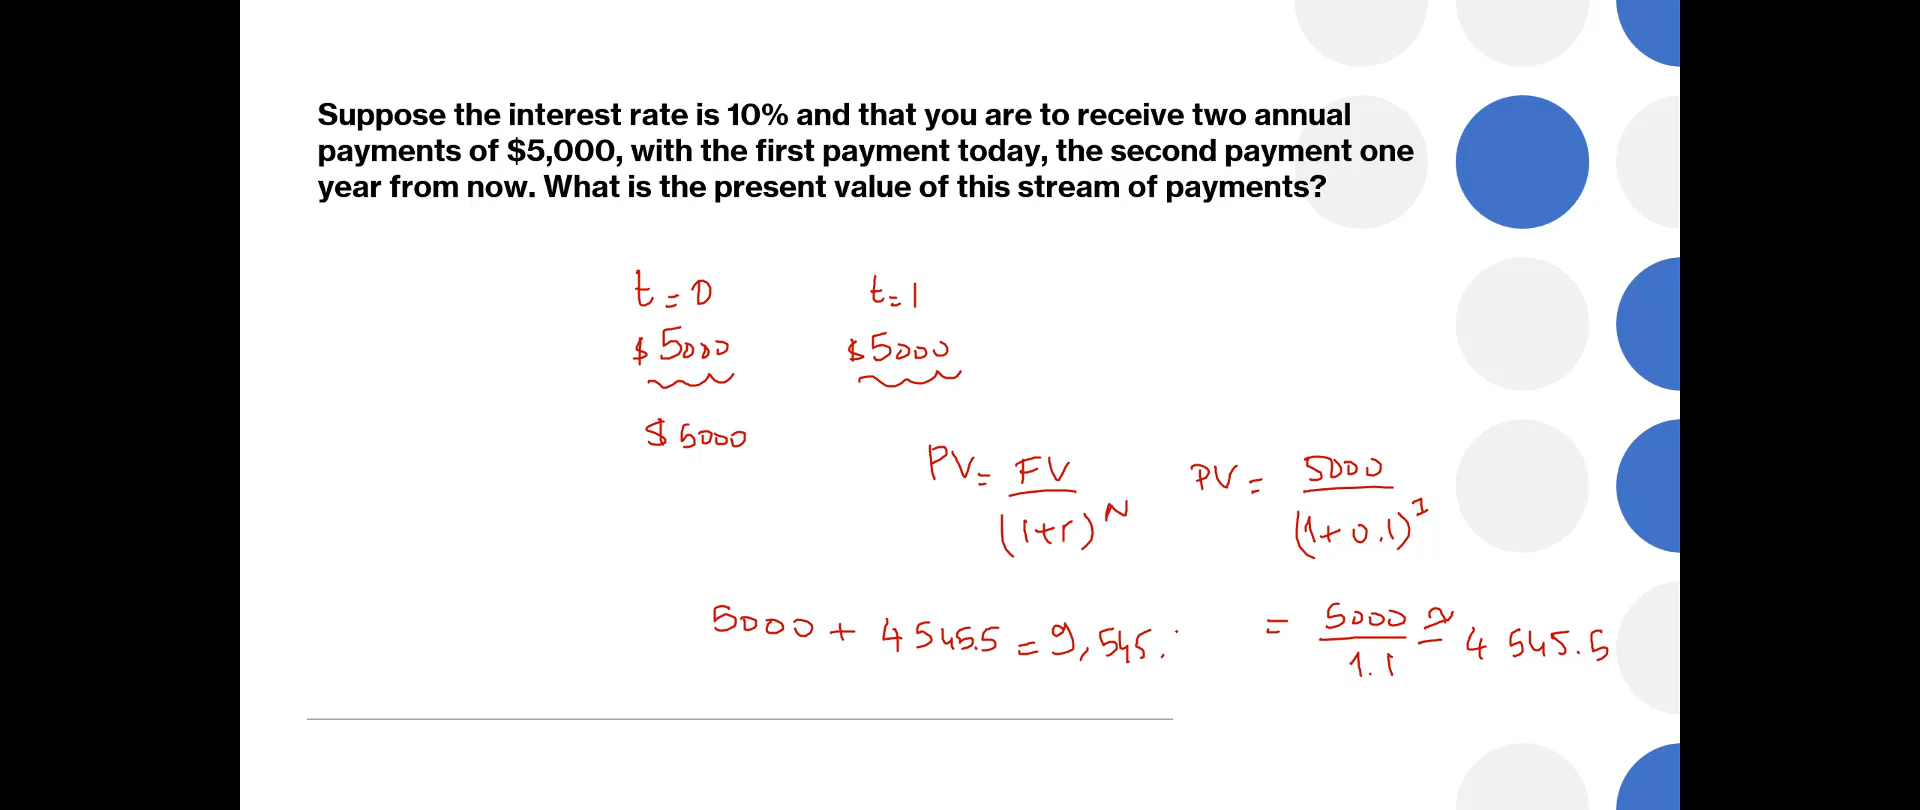 Suppose the interest rate is 10% and that you are to receive two annual
payments of $5,000, with the first payment today, the second payment one
year from now. What is the present value of this stream of payments?
t=0 t=1
$5000 $5000
$5000
PV= FV/(1+r)^N PV= 5000/(1+0.1)^1
5000 + 4545.5 = 9,545. = 5000/1.1 ≃ 4545.5